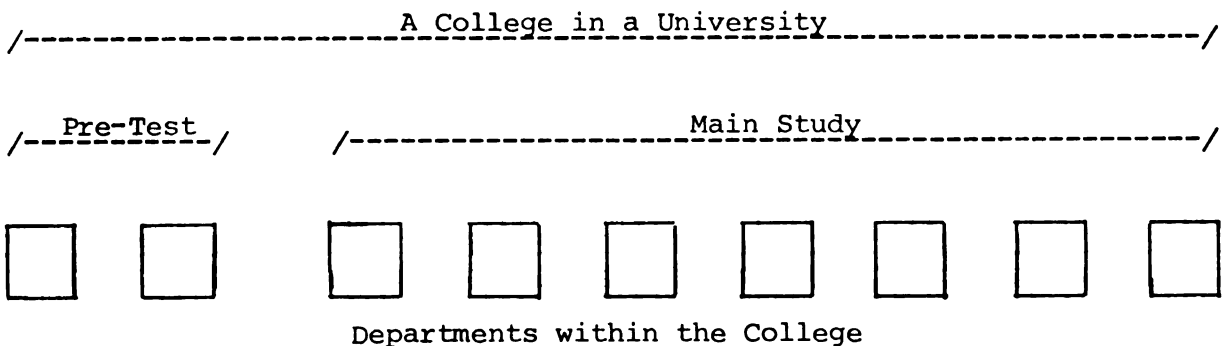 A College in a University
Pre-Test Main Study
Departments within the College